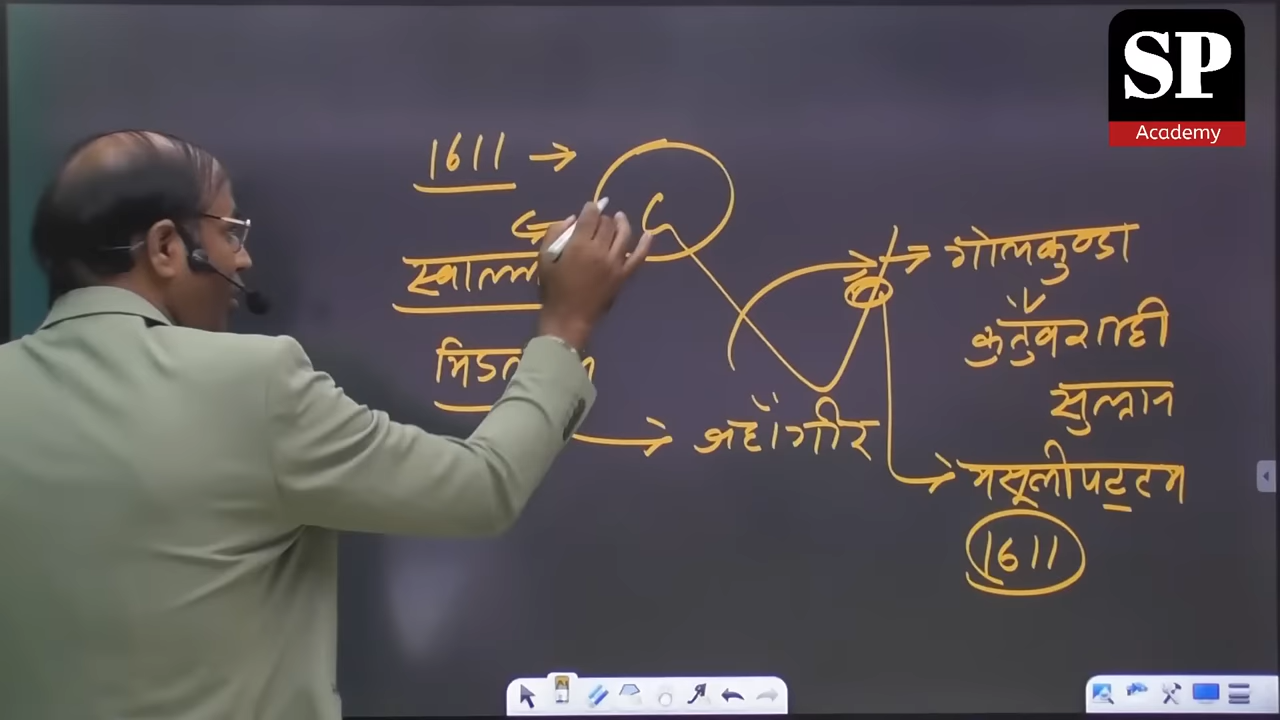 SP
Academy
1611 →
स्वाल्ली
जहाँगीर
→ गोलकुण्डा
कुतुबशाही
सुल्तान
मसूलीपट्टम
1611